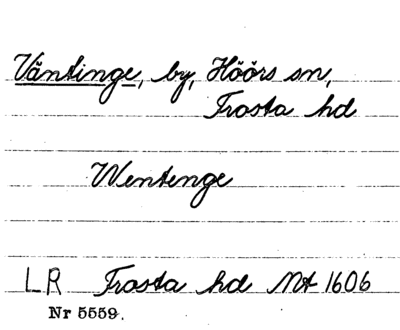 Väntinge, by, Höörs sn,
Frosta hd
Wentenge
LR Frosta hd Mt 1606
Nr 5559.